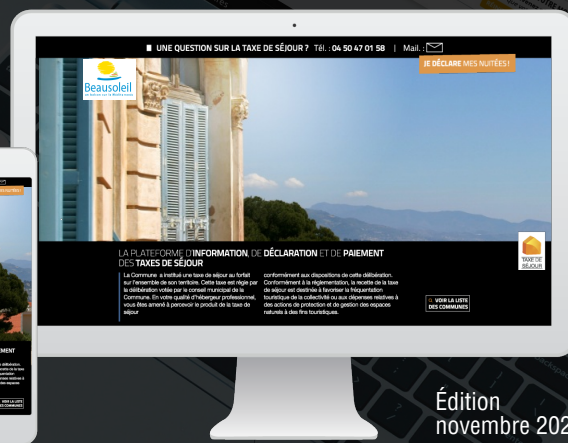 UNE QUESTION SUR LA TAXE DE SÉJOUR ? Tél. : 04 50 47 01 58 | Mail. :
JE DÉCLARE MES NUITÉES !
Beausoleil
LA PLATEFORME D'INFORMATION, DE DÉCLARATION ET DE PAIEMENT
DES TAXES DE SÉJOUR
La Commune a institué une taxe de séjour au forfait
sur l'ensemble de son territoire. Cette taxe est régie par
la délibération votée par le conseil municipal de la
Commune. En votre qualité d'hébergeur professionnel,
vous êtes amené à percevoir le produit de la taxe de
séjour
conformément aux dispositions de cette délibération.
Conformément à la réglementation, la recette de la taxe
de séjour est destinée à favoriser la fréquentation
touristique de la collectivité ou aux dépenses relatives à
des actions de protection et de gestion des espaces
naturels à des fins touristiques.
TAXE DE
SÉJOUR
VOIR LA LISTE
DES COMMUNES
Édition
novembre 202